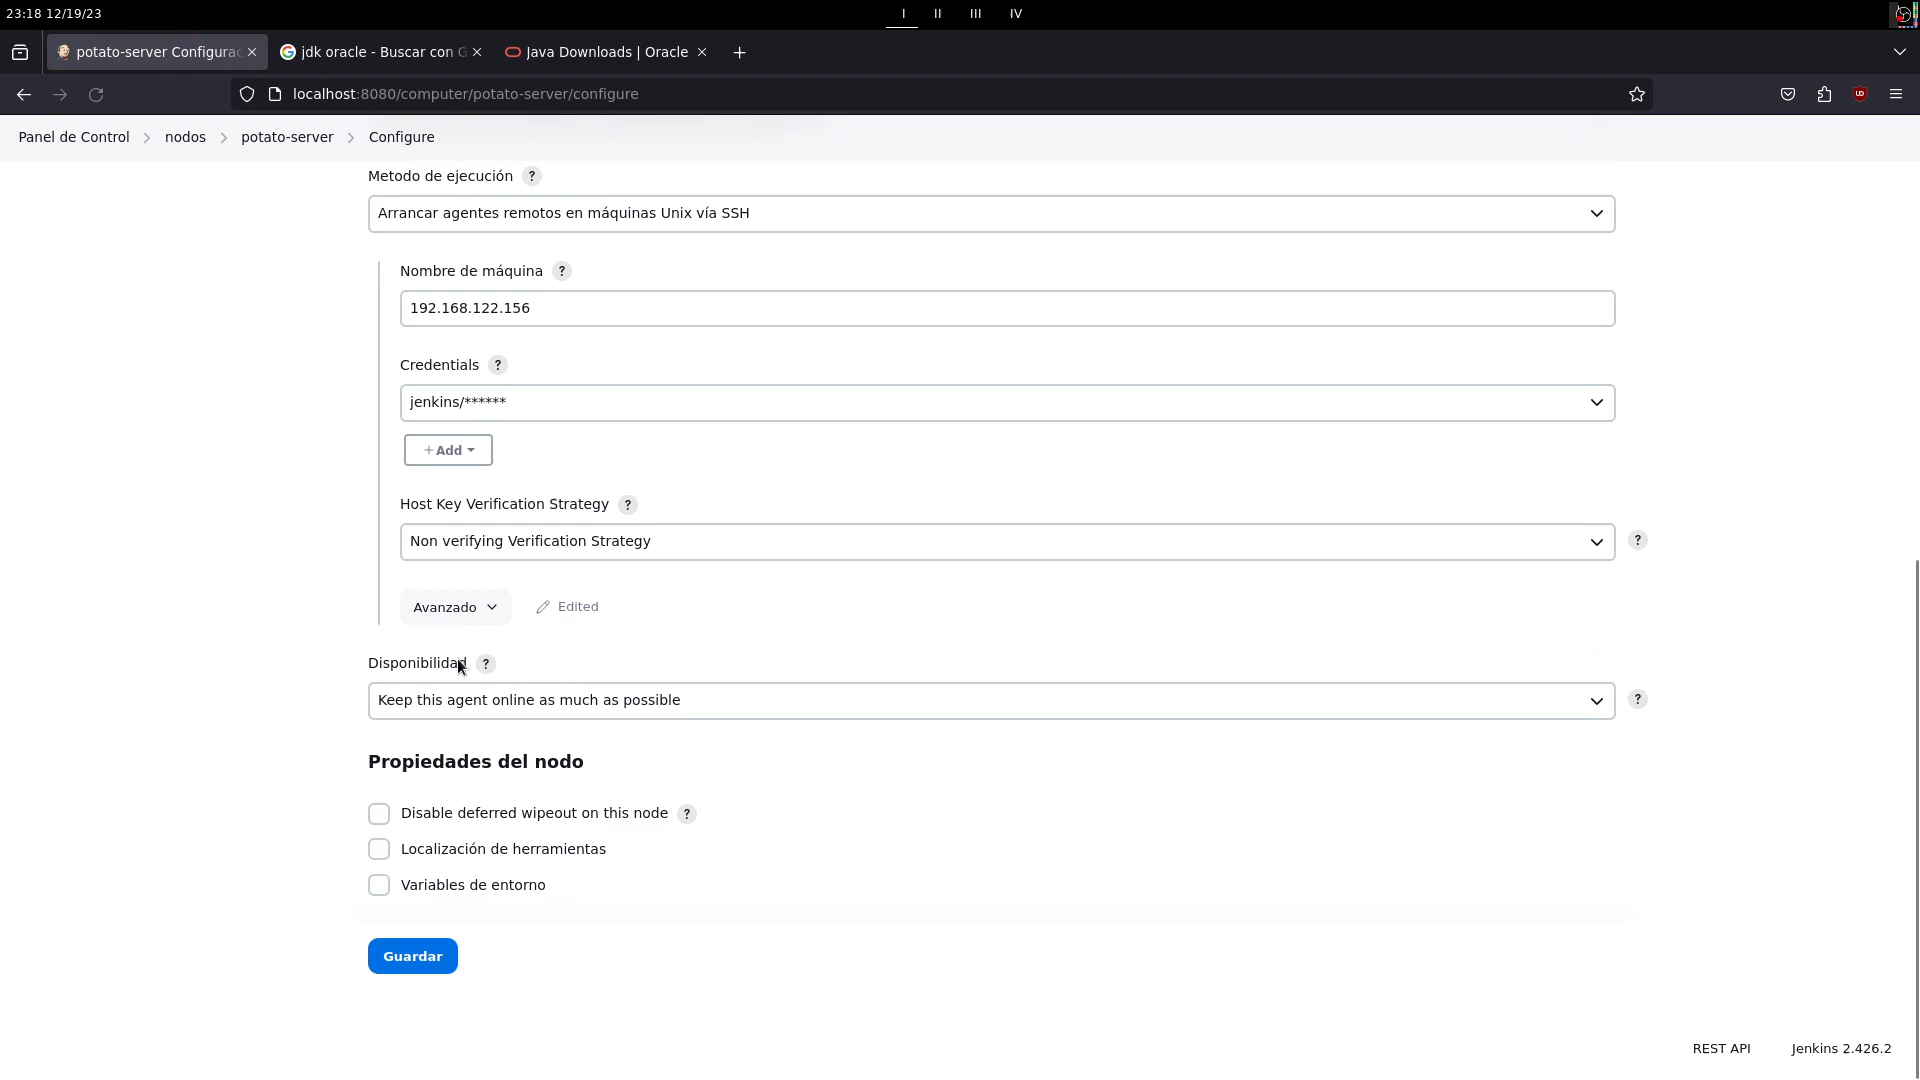 23:18 12/19/23
I II III IV
potato-server Configurac
jdk oracle - Buscar con G
Java Downloads | Oracle
localhost:8080/computer/potato-server/configure
Panel de Control > nodos > potato-server > Configure
Metodo de ejecución ?
Arrancar agentes remotos en máquinas Unix vía SSH
Nombre de máquina ?
192.168.122.156
Credentials ?
jenkins/******
+ Add
Host Key Verification Strategy ?
Non verifying Verification Strategy
?
Avanzado
Edited
Disponibilidad ?
Keep this agent online as much as possible
?
Propiedades del nodo
Disable deferred wipeout on this node ?
Localización de herramientas
Variables de entorno
Guardar
REST API Jenkins 2.426.2